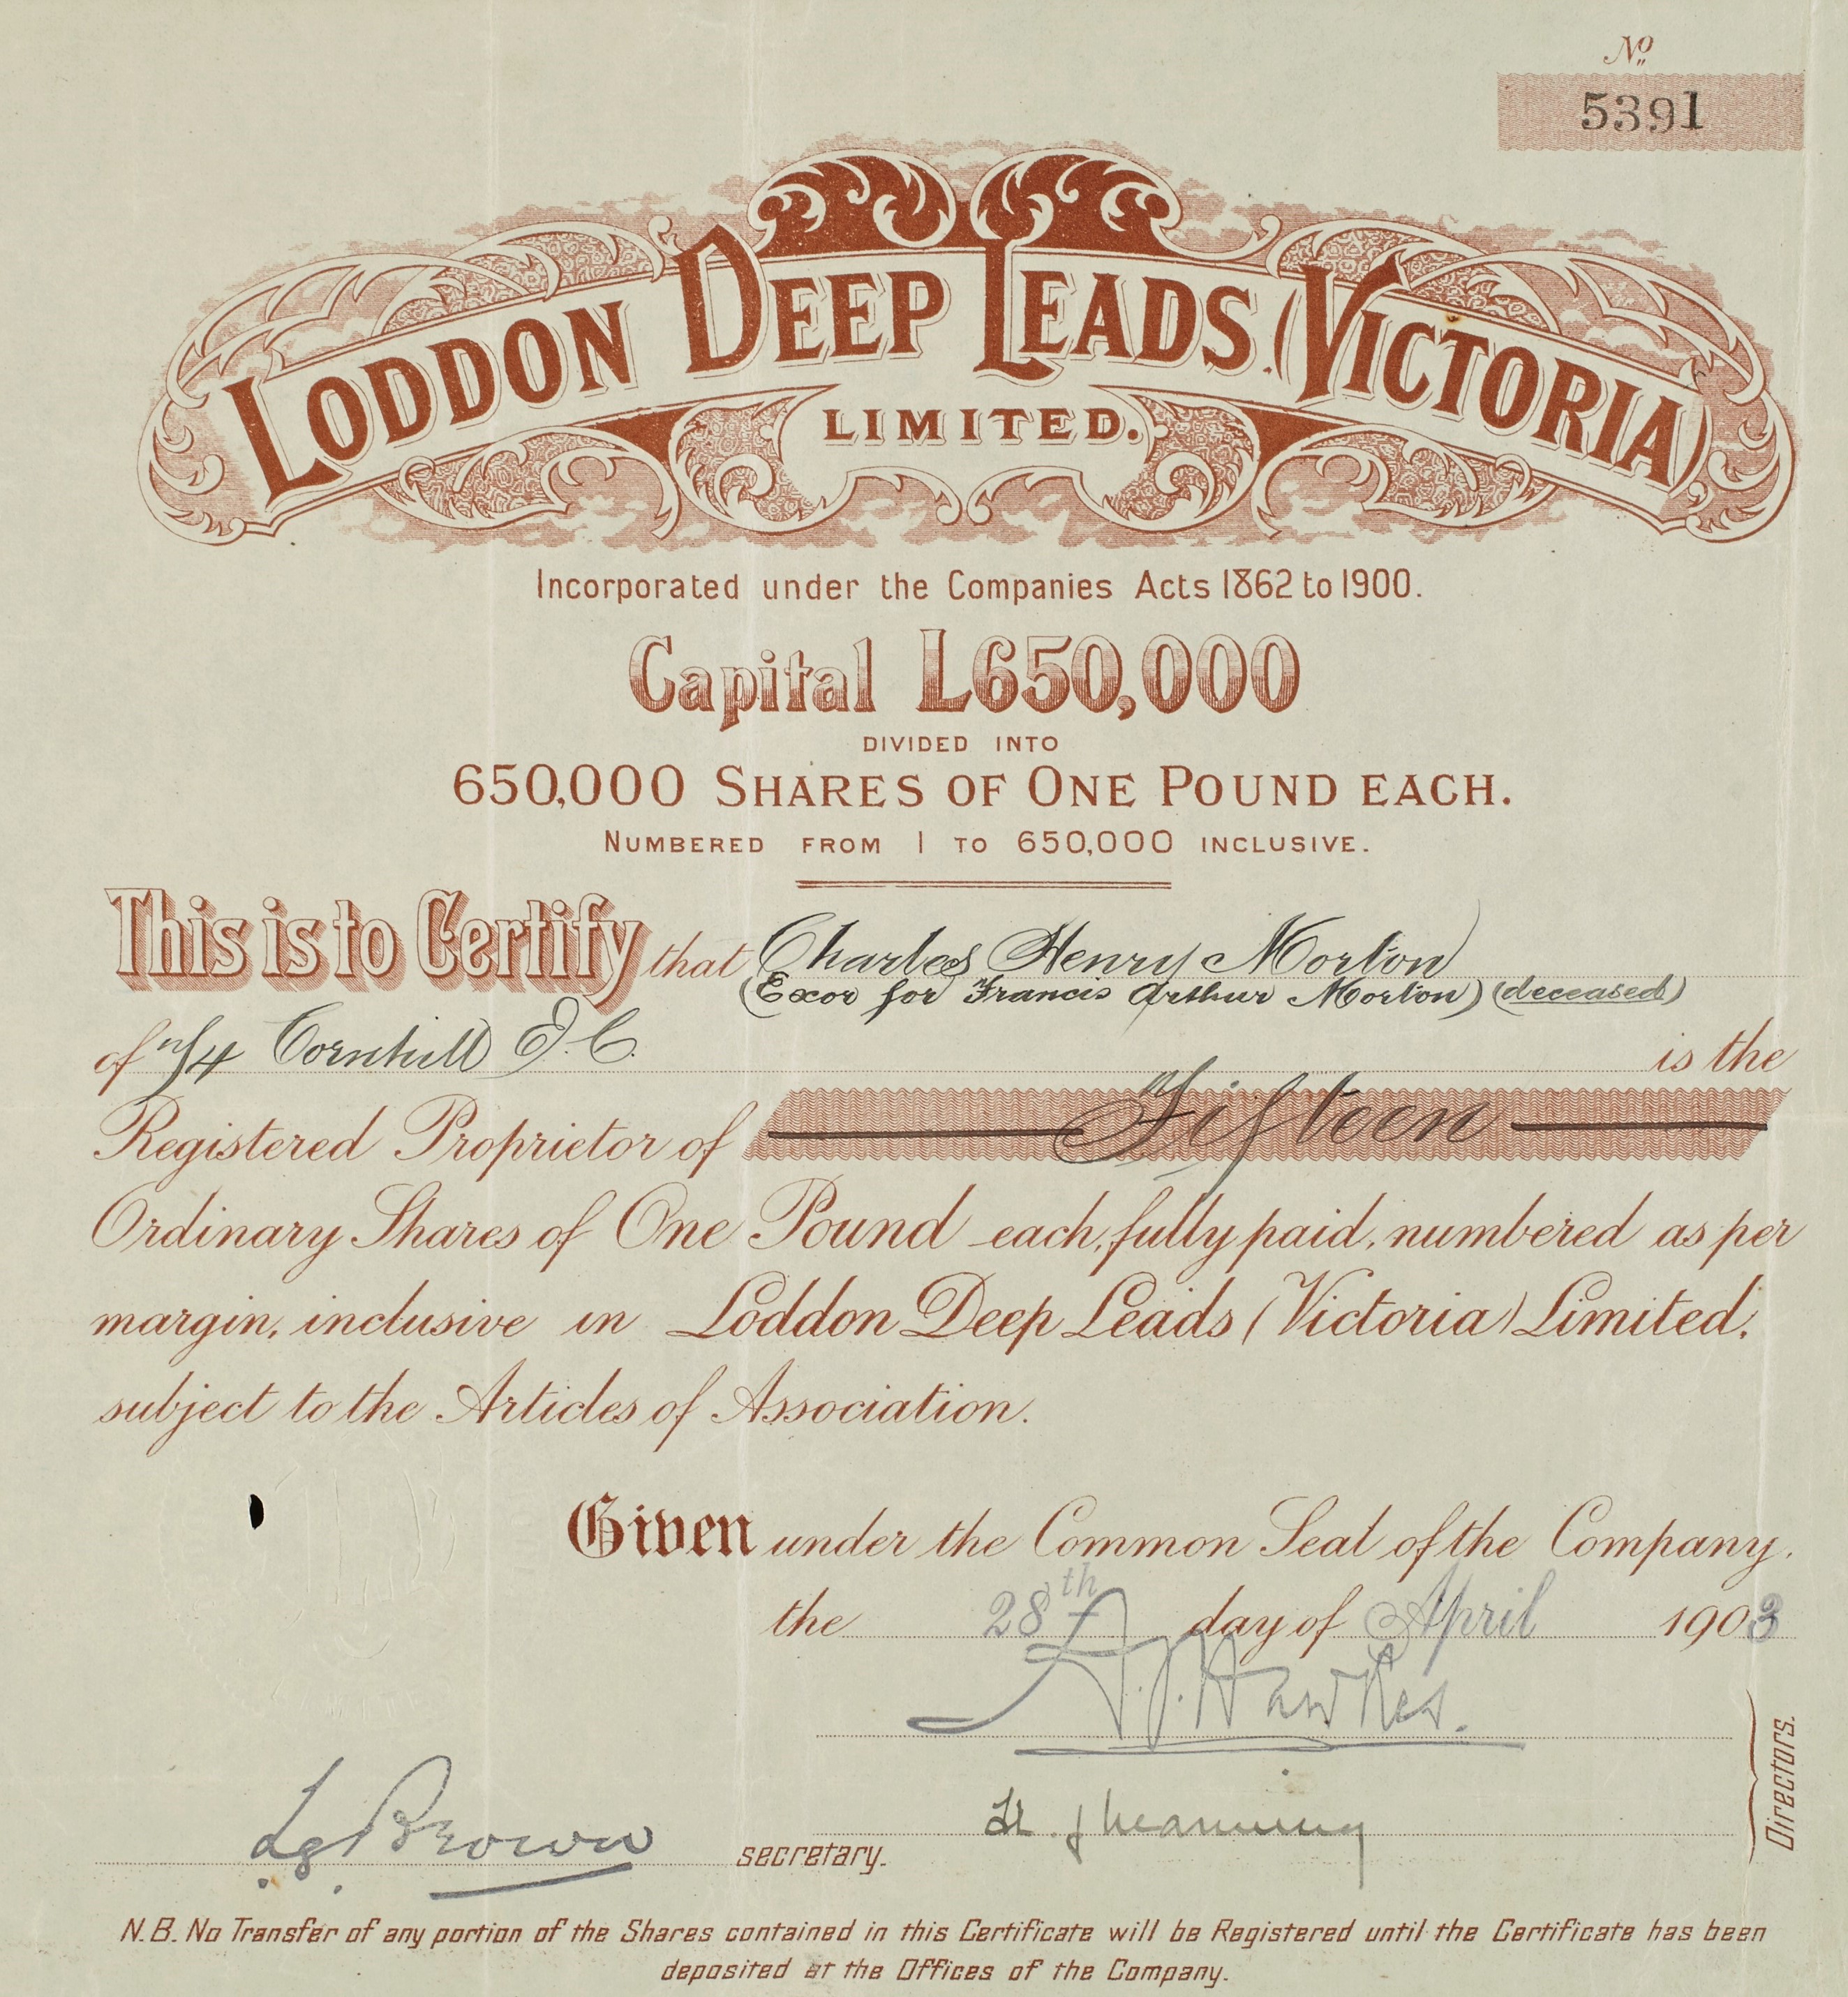 No
5391
LODDON DEEP LEADS. (VICTORIA)
LIMITED.
Incorporated under the Companies Acts 1862 to 1900.
Capital L650,000
DIVIDED INTO
650,000 SHARES OF ONE POUND EACH.
NUMBERED FROM 1 TO 650,000 INCLUSIVE.
This is to Certify that Charles Henry Morton
(Exor for Francis Arthur Morton) (deceased)
of 74 Cornhill E.C. is the
Registered Proprietor of Fifteen
Ordinary Shares of One Pound each, fully paid, numbered as per
margin, inclusive in Loddon Deep Leads (Victoria) Limited,
subject to the Articles of Association.
Given under the Common Seal of the Company.
the 28th day of April 1903
A.J. Hawkes.
Directors.
Brown secretary.
N.B. No Transfer of any portion of the Shares contained in this Certificate will be Registered until the Certificate has been
deposited at the Offices of the Company.